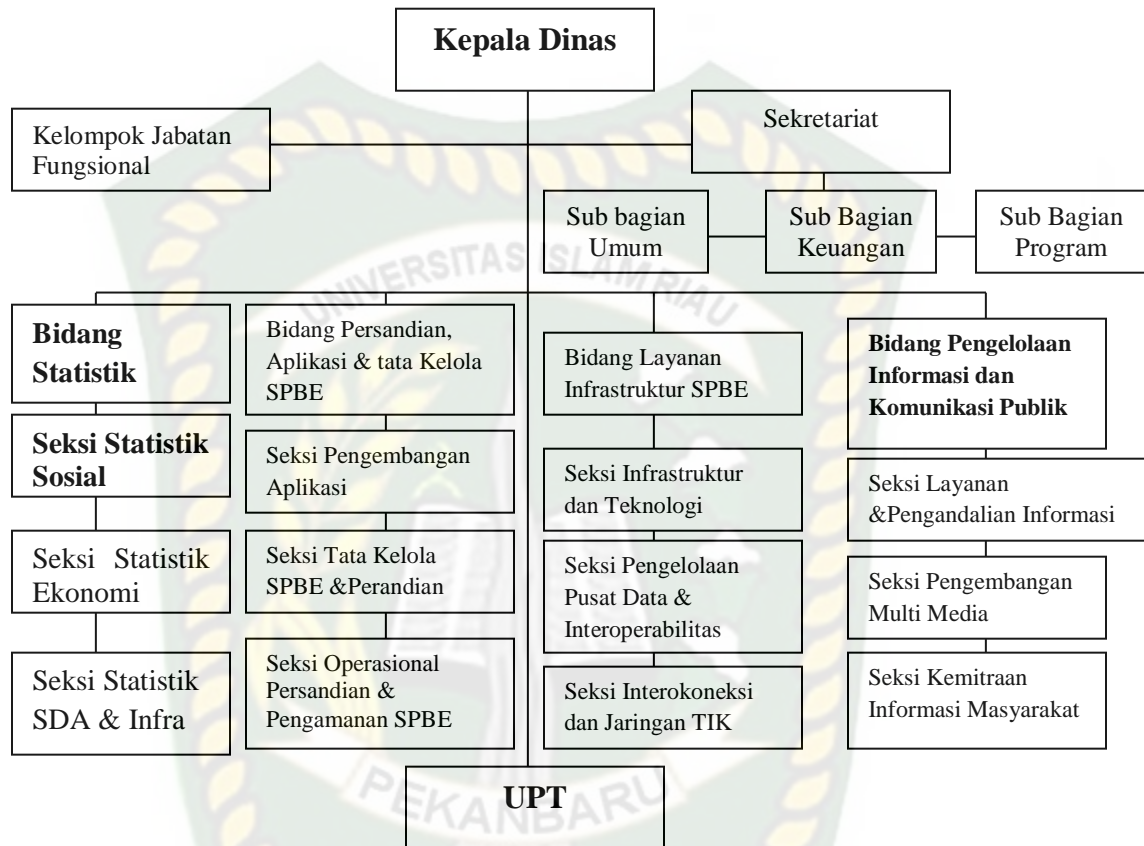 Kepala Dinas
Kelompok Jabatan
Fungsional
Sekretariat
Sub bagian
Umum
Sub Bagian
Keuangan
Sub Bagian
Program
UNIVERSITAS ISLAM RIAU
Bidang
Statistik
Seksi Statistik
Sosial
Seksi Statistik
Ekonomi
Seksi Statistik
SDA & Infra
Bidang Persandian,
Aplikasi & tata Kelola
SPBE
Seksi Pengembangan
Aplikasi
Seksi Tata Kelola
SPBE &Perandian
Seksi Operasional
Persandian &
Pengamanan SPBE
Bidang Layanan
Infrastruktur SPBE
Seksi Infrastruktur
dan Teknologi
Seksi Pengelolaan
Pusat Data &
Interoperabilitas
Seksi Interokoneksi
dan Jaringan TIK
Bidang Pengelolaan
Informasi dan
Komunikasi Publik
Seksi Layanan
&Pengandalian Informasi
Seksi Pengembangan
Multi Media
Seksi Kemitraan
Informasi Masyarakat
UPT
PEKANBARU